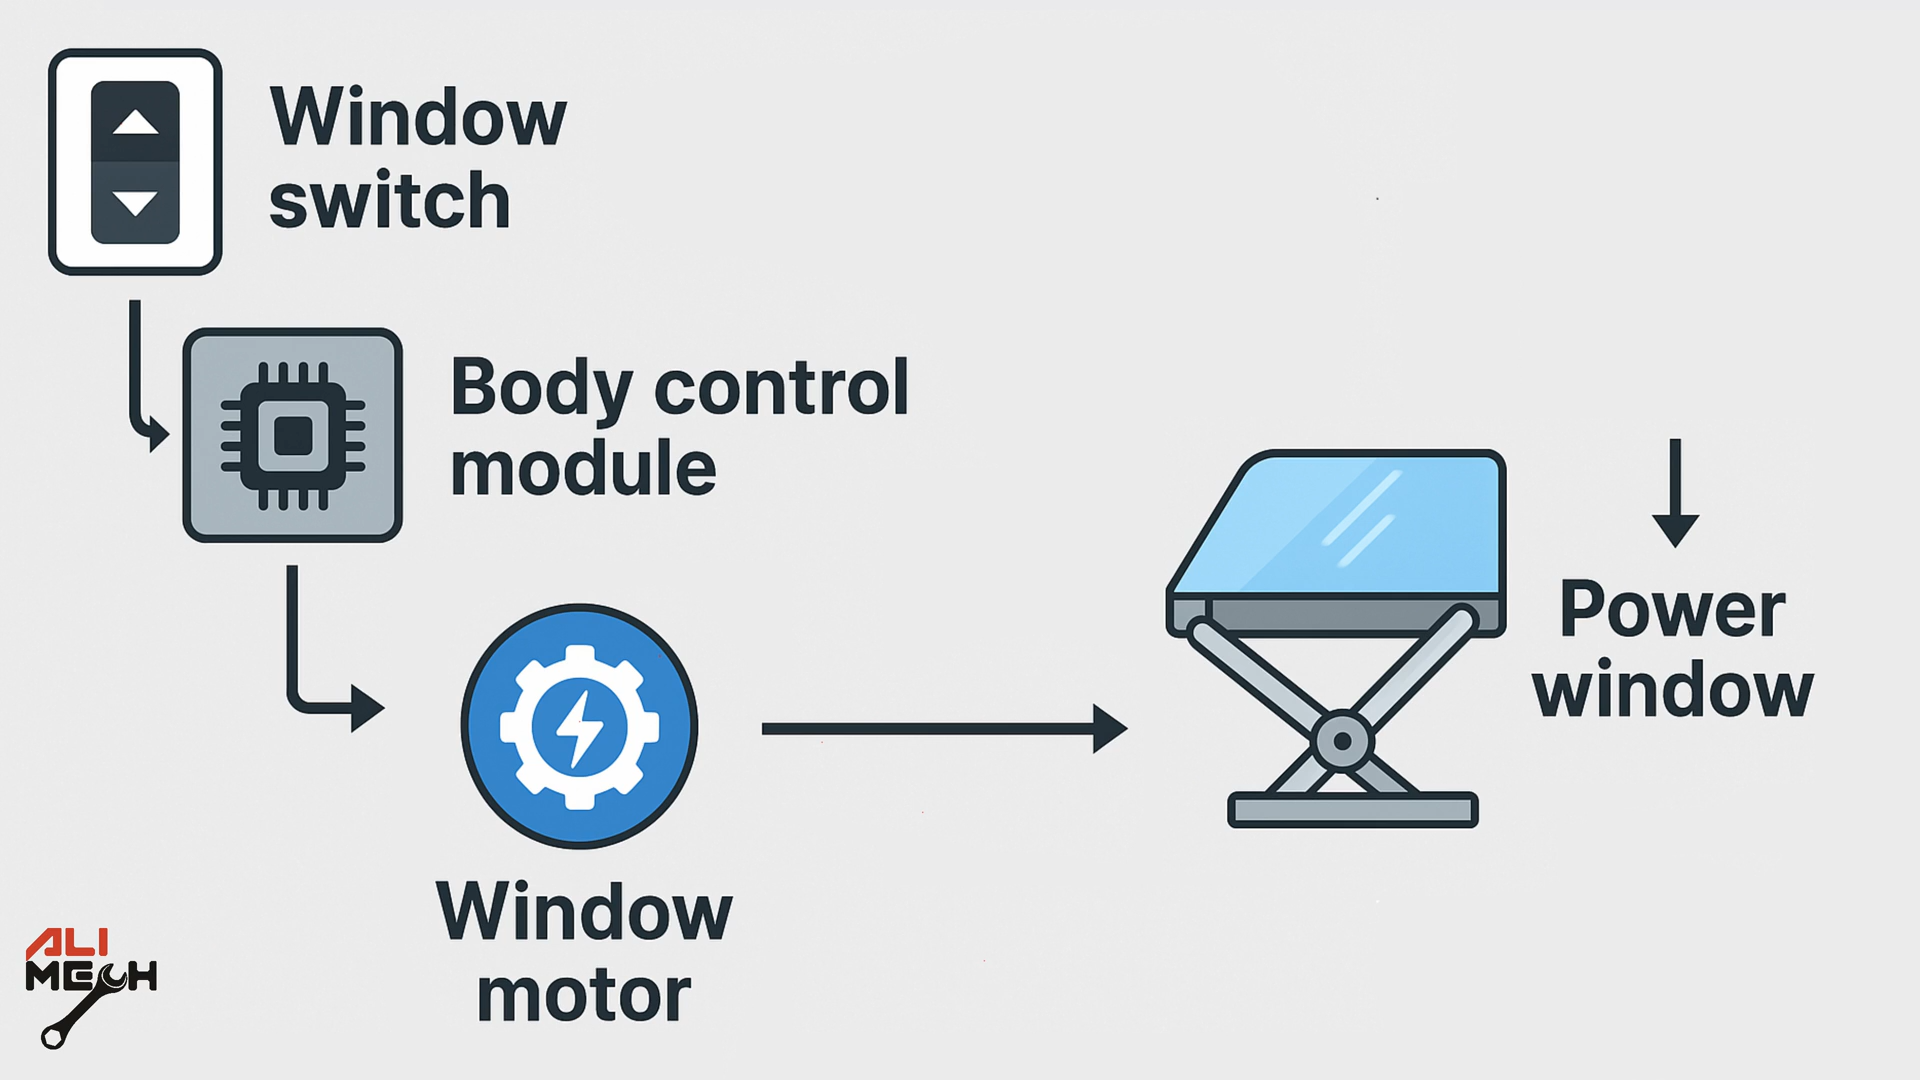 Window
switch
Body control
module
Power
window
Window
motor
ALI
MECH